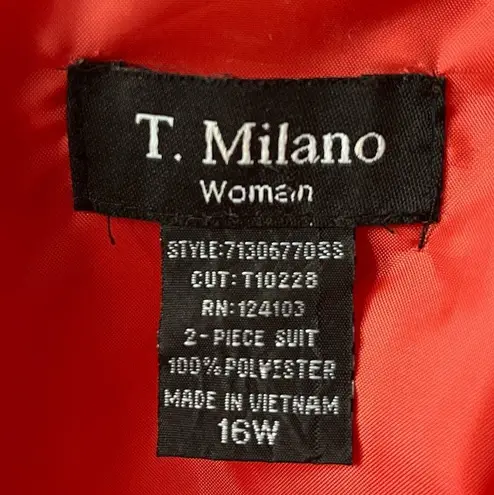 T. Milano
Woman
STYLE:71306770SS
CUT:T10228
RN:124103
2-PIECE SUIT
100%POLYESTER
MADE IN VIETNAM
16W